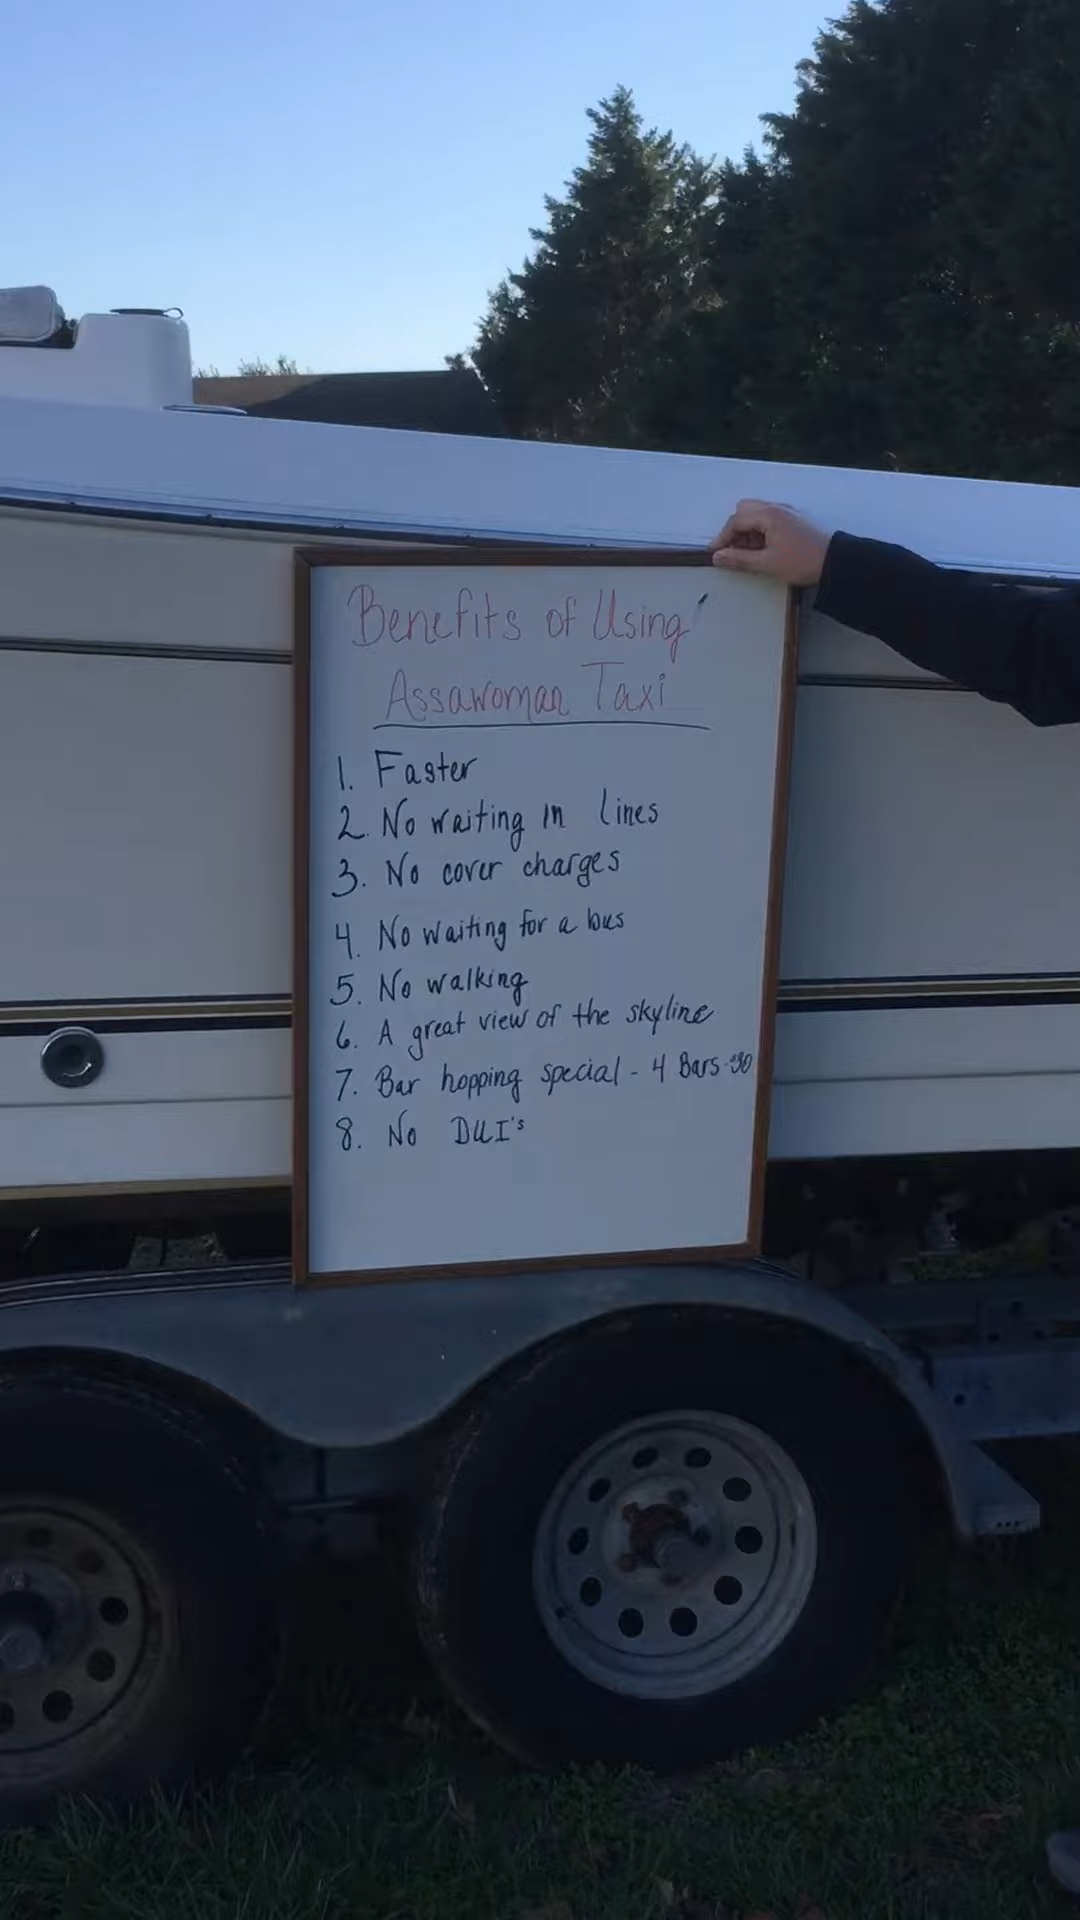 Benefits of Using
Assawoman Taxi
1. Faster
2. No waiting in lines
3. No cover charges
4. No waiting for a bus
5. No walking
6. A great view of the skyline
7. Bar hopping special - 4 Bars
8. No DUI's